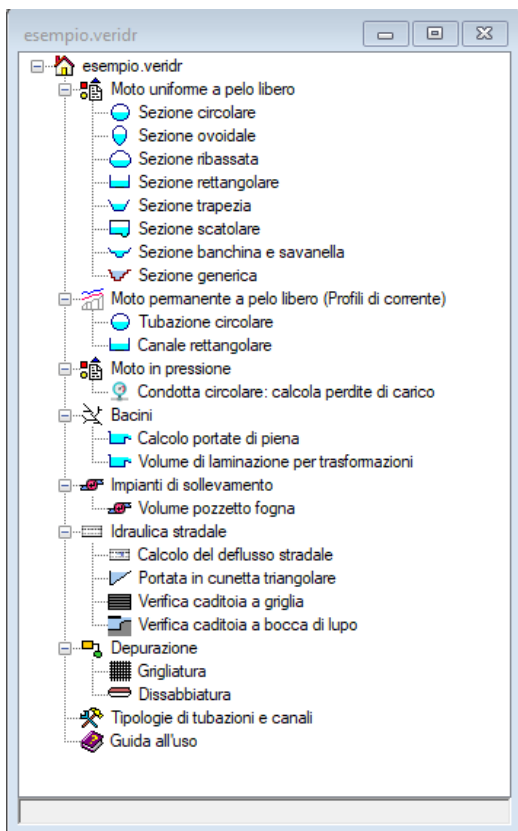 esempio.veridr
esempio.veridr
Moto uniforme a pelo libero
Sezione circolare
Sezione ovoidale
Sezione ribassata
Sezione rettangolare
Sezione trapezia
Sezione scatolare
Sezione banchina e savanella
Sezione generica
Moto permanente a pelo libero (Profili di corrente)
Tubazione circolare
Canale rettangolare
Moto in pressione
Condotta circolare: calcola perdite di carico
Bacini
Calcolo portate di piena
Volume di laminazione per trasformazioni
Impianti di sollevamento
Volume pozzetto fogna
Idraulica stradale
Calcolo del deflusso stradale
Portata in cunetta triangolare
Verifica caditoia a griglia
Verifica caditoia a bocca di lupo
Depurazione
Grigliatura
Dissabbiatura
Tipologie di tubazioni e canali
Guida all'uso